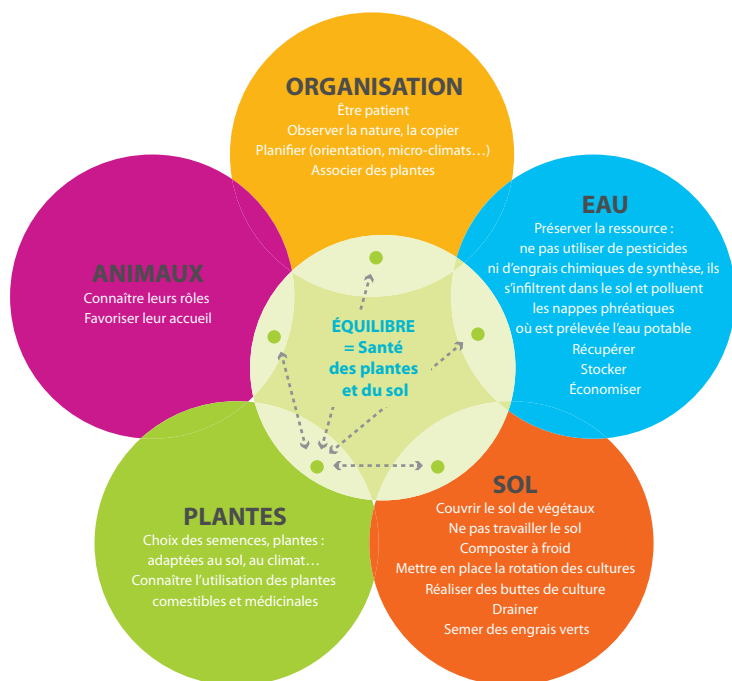 ORGANISATION
Être patient
Observer la nature, la copier
Planifier (orientation, micro-climats…)
Associer des plantes
EAU
Préserver la ressource :
ne pas utiliser de pesticides
ni d’engrais chimiques de synthèse, ils
s’infiltrent dans le sol et polluent
les nappes phréatiques
où est prélevée l’eau potable
Récupérer
Stocker
Économiser
ANIMAUX
Connaître leurs rôles
Favoriser leur accueil
ÉQUILIBRE
= Santé
des plantes
et du sol
PLANTES
Choix des semences, plantes :
adaptées au sol, au climat…
Connaître l’utilisation des plantes
comestibles et médicinales
SOL
Couvrir le sol de végétaux
Ne pas travailler le sol
Composter à froid
Mettre en place la rotation des cultures
Réaliser des buttes de culture
Drainer
Semer des engrais verts